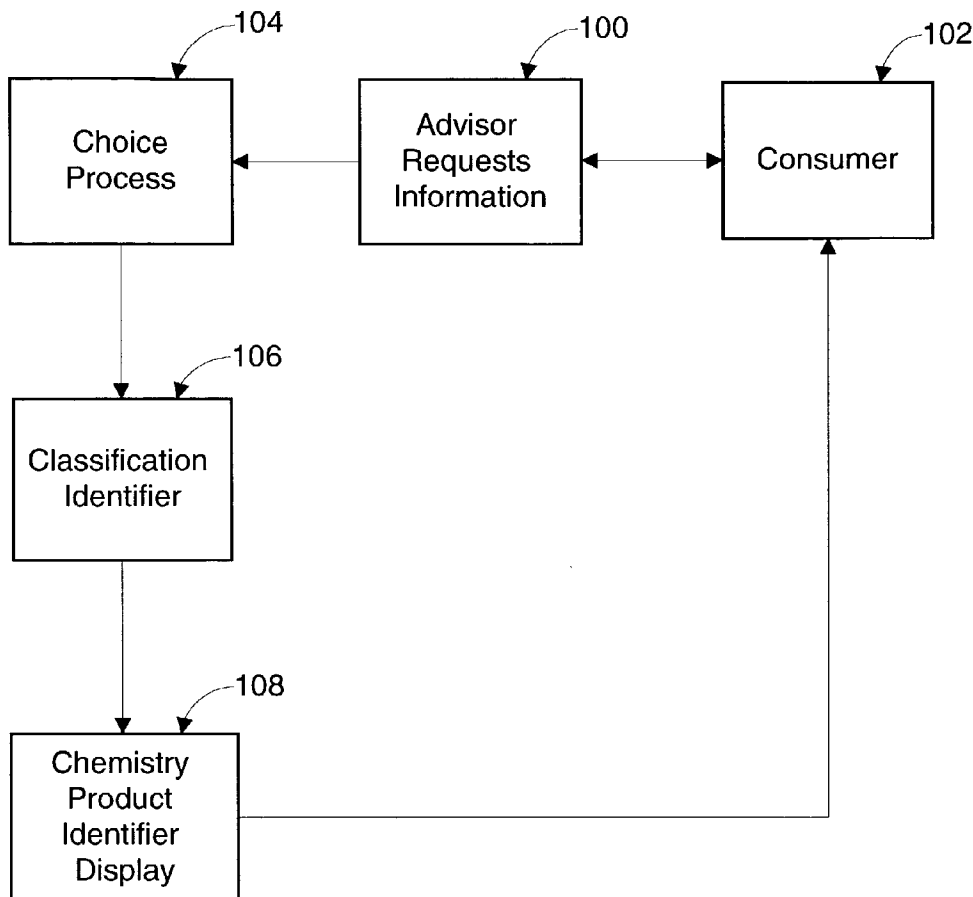 104
100
102
Choice
Process
Advisor
Requests
Information
Consumer
106
Classification
Identifier
108
Chemistry
Product
Identifier
Display